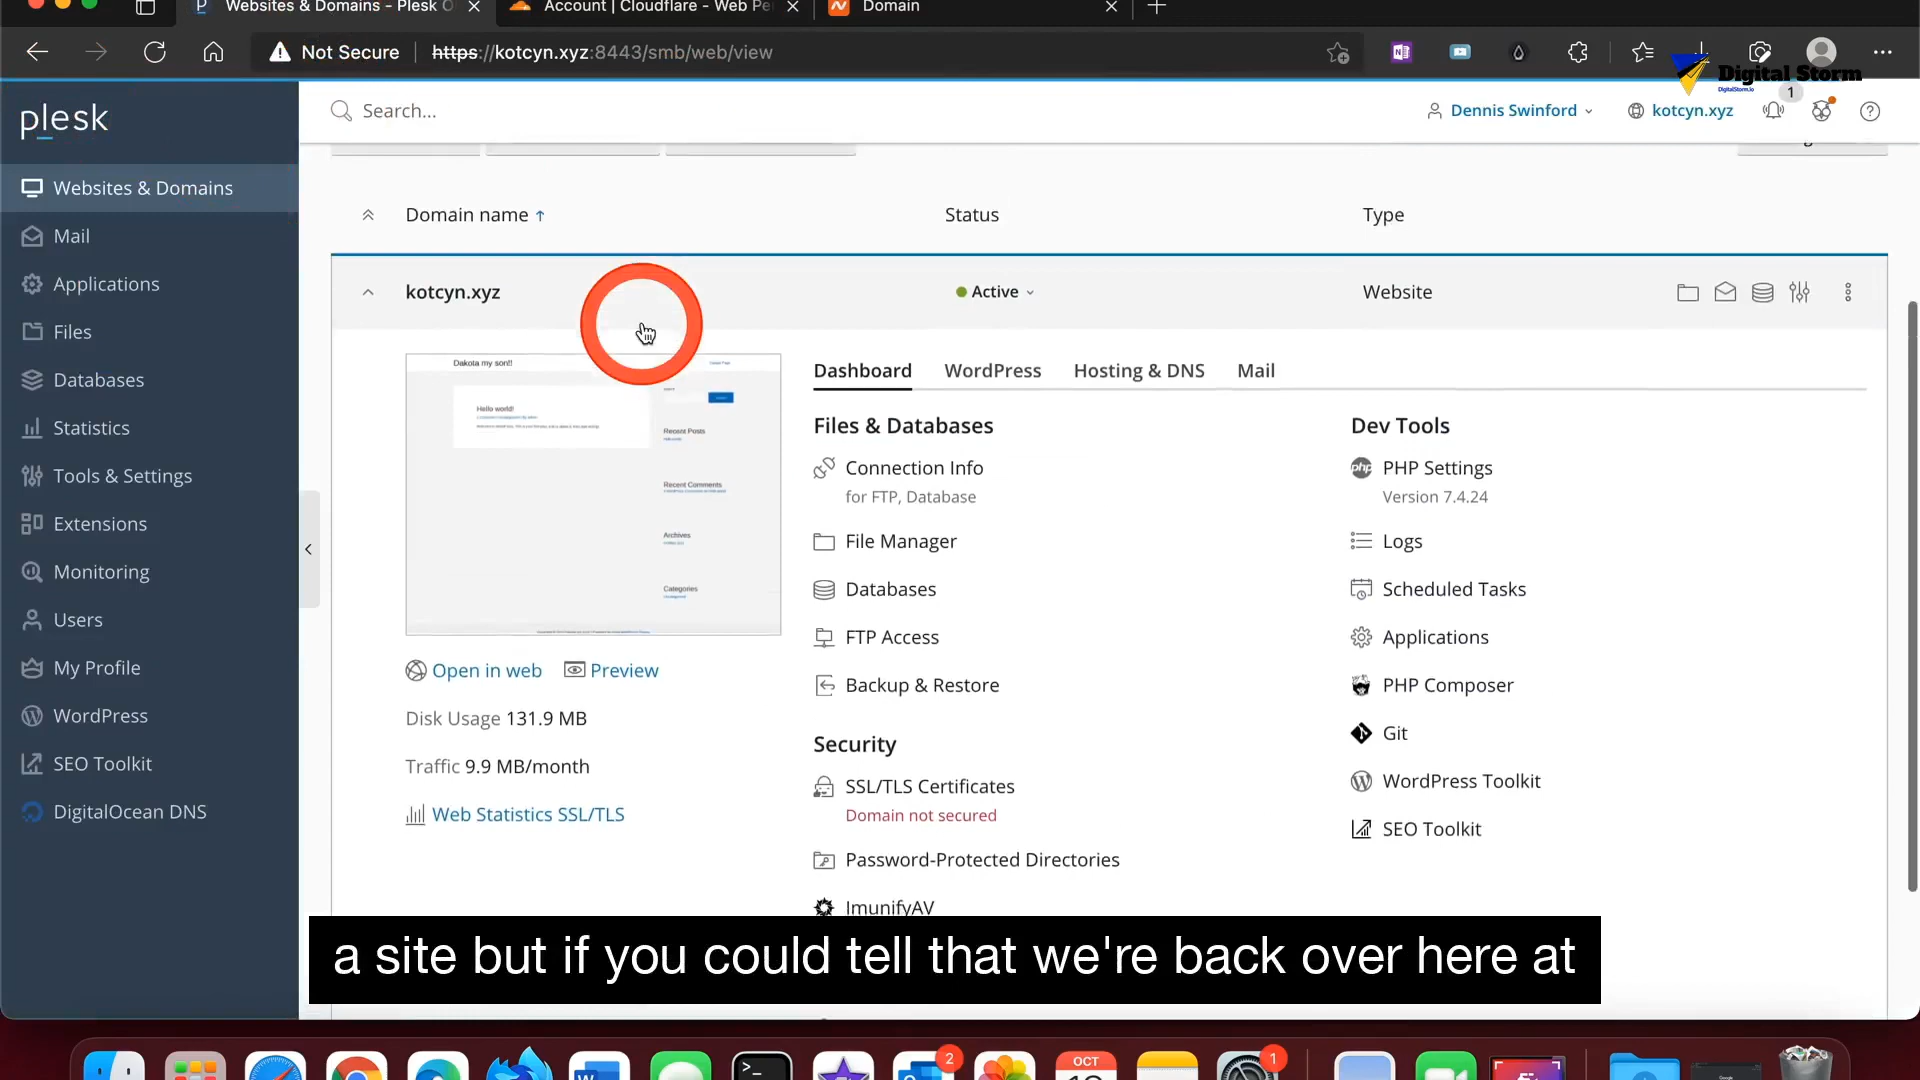 Websites & Domains - Plesk O
Account | Cloudflare - Web Pe
Domain
Not Secure
https://kotcyn.xyz:8443/smb/web/view
Digital Storm
DigitalStorm.io
plesk
Search...
Dennis Swinford
kotcyn.xyz
1
Websites & Domains
Mail
Applications
Files
Databases
Statistics
Tools & Settings
Extensions
Monitoring
Users
My Profile
WordPress
SEO Toolkit
DigitalOcean DNS
Domain name ↑
Status
Type
kotcyn.xyz
Active
Website
Dakota my son!!
Hello world!
Recent Posts
Recent Comments
Archives
Categories
Open in web
Preview
Disk Usage 131.9 MB
Traffic 9.9 MB/month
Web Statistics SSL/TLS
Dashboard
WordPress
Hosting & DNS
Mail
Files & Databases
Connection Info
for FTP, Database
File Manager
Databases
FTP Access
Backup & Restore
Security
SSL/TLS Certificates
Domain not secured
Password-Protected Directories
ImunifyAV
Dev Tools
php PHP Settings
Version 7.4.24
Logs
Scheduled Tasks
Applications
PHP Composer
Git
WordPress Toolkit
SEO Toolkit
a site but if you could tell that we're back over here at
2
OCT
1